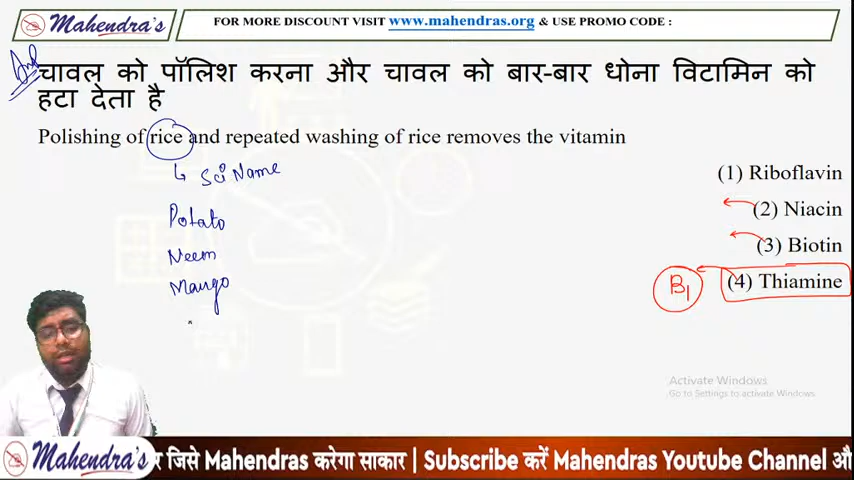 Mahendra's
FOR MORE DISCOUNT VISIT www.mahendras.org & USE PROMO CODE :
चावल को पॉलिश करना और चावल को बार-बार धोना विटामिन को
हटा देता है
Polishing of rice and repeated washing of rice removes the vitamin
Sci Name
Potato
Neem
Mango
(1) Riboflavin
(2) Niacin
(3) Biotin
(4) Thiamine
B1
Activate Windows
Go to Settings to activate Windows.
Mahendra's
र जिसे Mahendras करेगा साकार | Subscribe करें Mahendras Youtube Channel औ